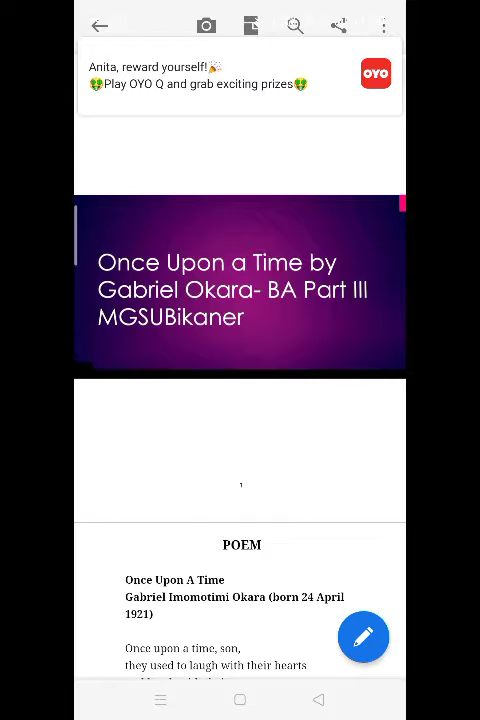 Anita, reward yourself!🎉
🤑Play OYO Q and grab exciting prizes🤑
OYO
Once Upon a Time by
Gabriel Okara- BA Part III
MGSUBikaner
1
POEM
Once Upon A Time
Gabriel Imomotimi Okara (born 24 April
1921)
Once upon a time, son,
they used to laugh with their hearts